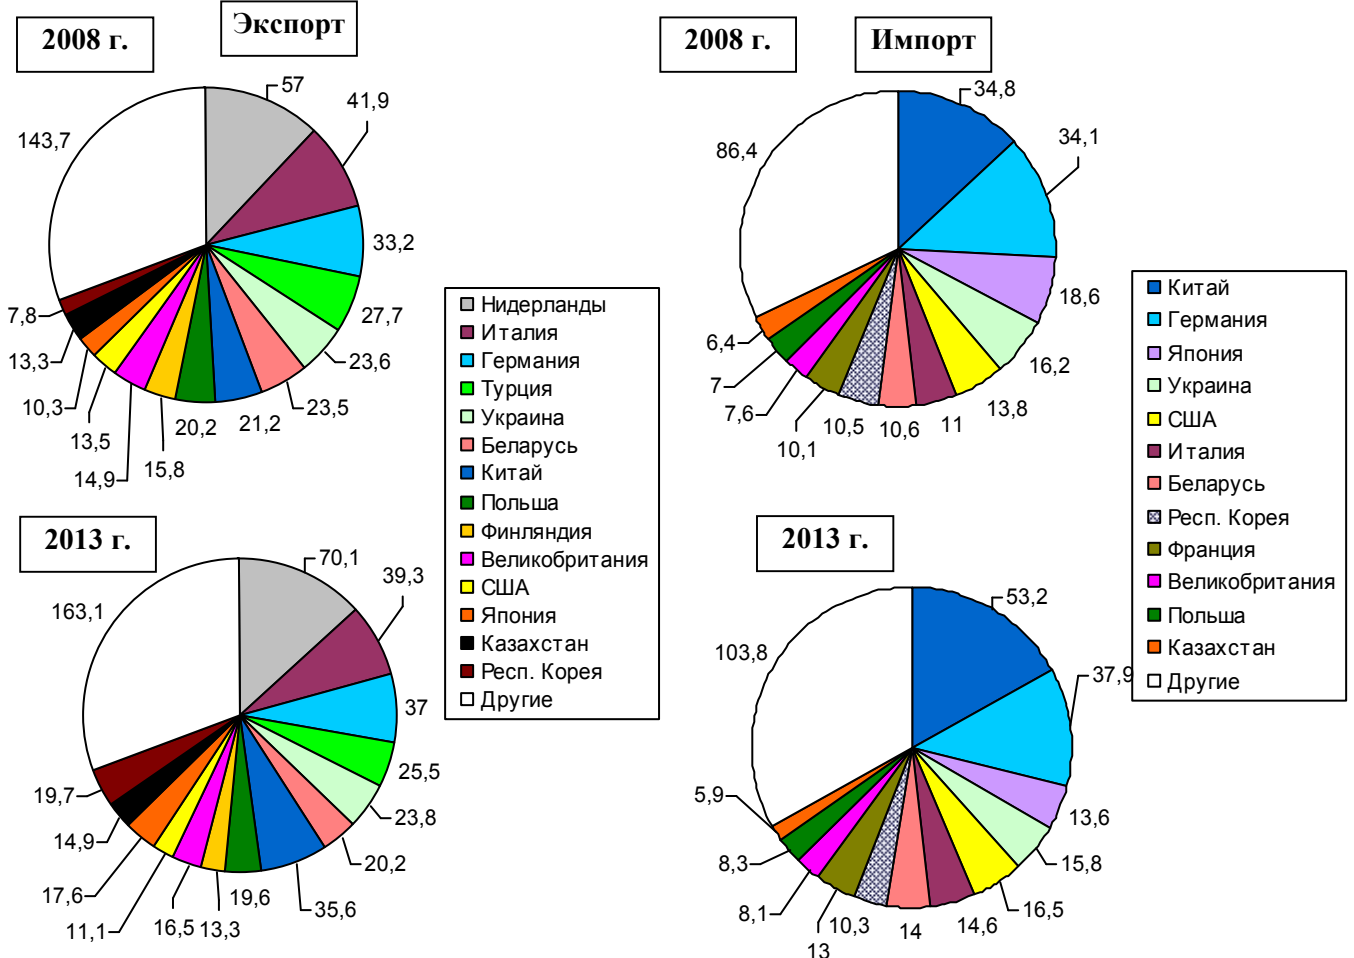 2008 г.
Экспорт
57
41,9
33,2
27,7
23,6
23,5
21,2
20,2
15,8
14,9
13,5
10,3
13,3
7,8
143,7
2008 г.
Импорт
34,8
34,1
18,6
16,2
13,8
11
10,6
10,5
10,1
7,6
7
6,4
86,4
Нидерланды
Италия
Германия
Турция
Украина
Беларусь
Китай
Польша
Финляндия
Великобритания
США
Япония
Казахстан
Респ. Корея
Другие
Китай
Германия
Япония
Украина
США
Италия
Беларусь
Респ. Корея
Франция
Великобритания
Польша
Казахстан
Другие
2013 г.
70,1
39,3
37
25,5
23,8
20,2
35,6
19,6
13,3
16,5
11,1
17,6
14,9
19,7
163,1
2013 г.
53,2
37,9
13,6
15,8
16,5
14,6
14
10,3
13
8,1
8,3
5,9
103,8